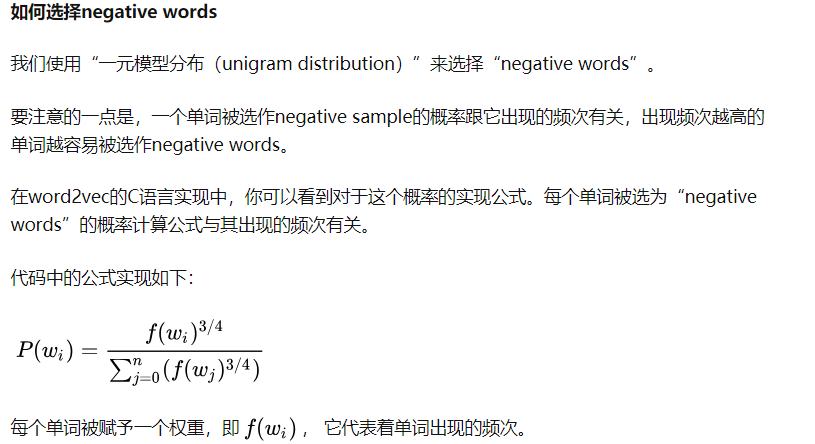 如何选择negative words
我们使用“一元模型分布（unigram distribution）”来选择“negative words”。
要注意的一点是，一个单词被选作negative sample的概率跟它出现的频次有关，出现频次越高的
单词越容易被选作negative words。
在word2vec的C语言实现中，你可以看到对于这个概率的实现公式。每个单词被选为“negative
words”的概率计算公式与其出现的频次有关。
代码中的公式实现如下：
P(w_i) = \frac{f(w_i)^{3/4}}{\sum_{j=0}^{n}(f(w_j)^{3/4})}
每个单词被赋予一个权重，即 f(w_i) ， 它代表着单词出现的频次。